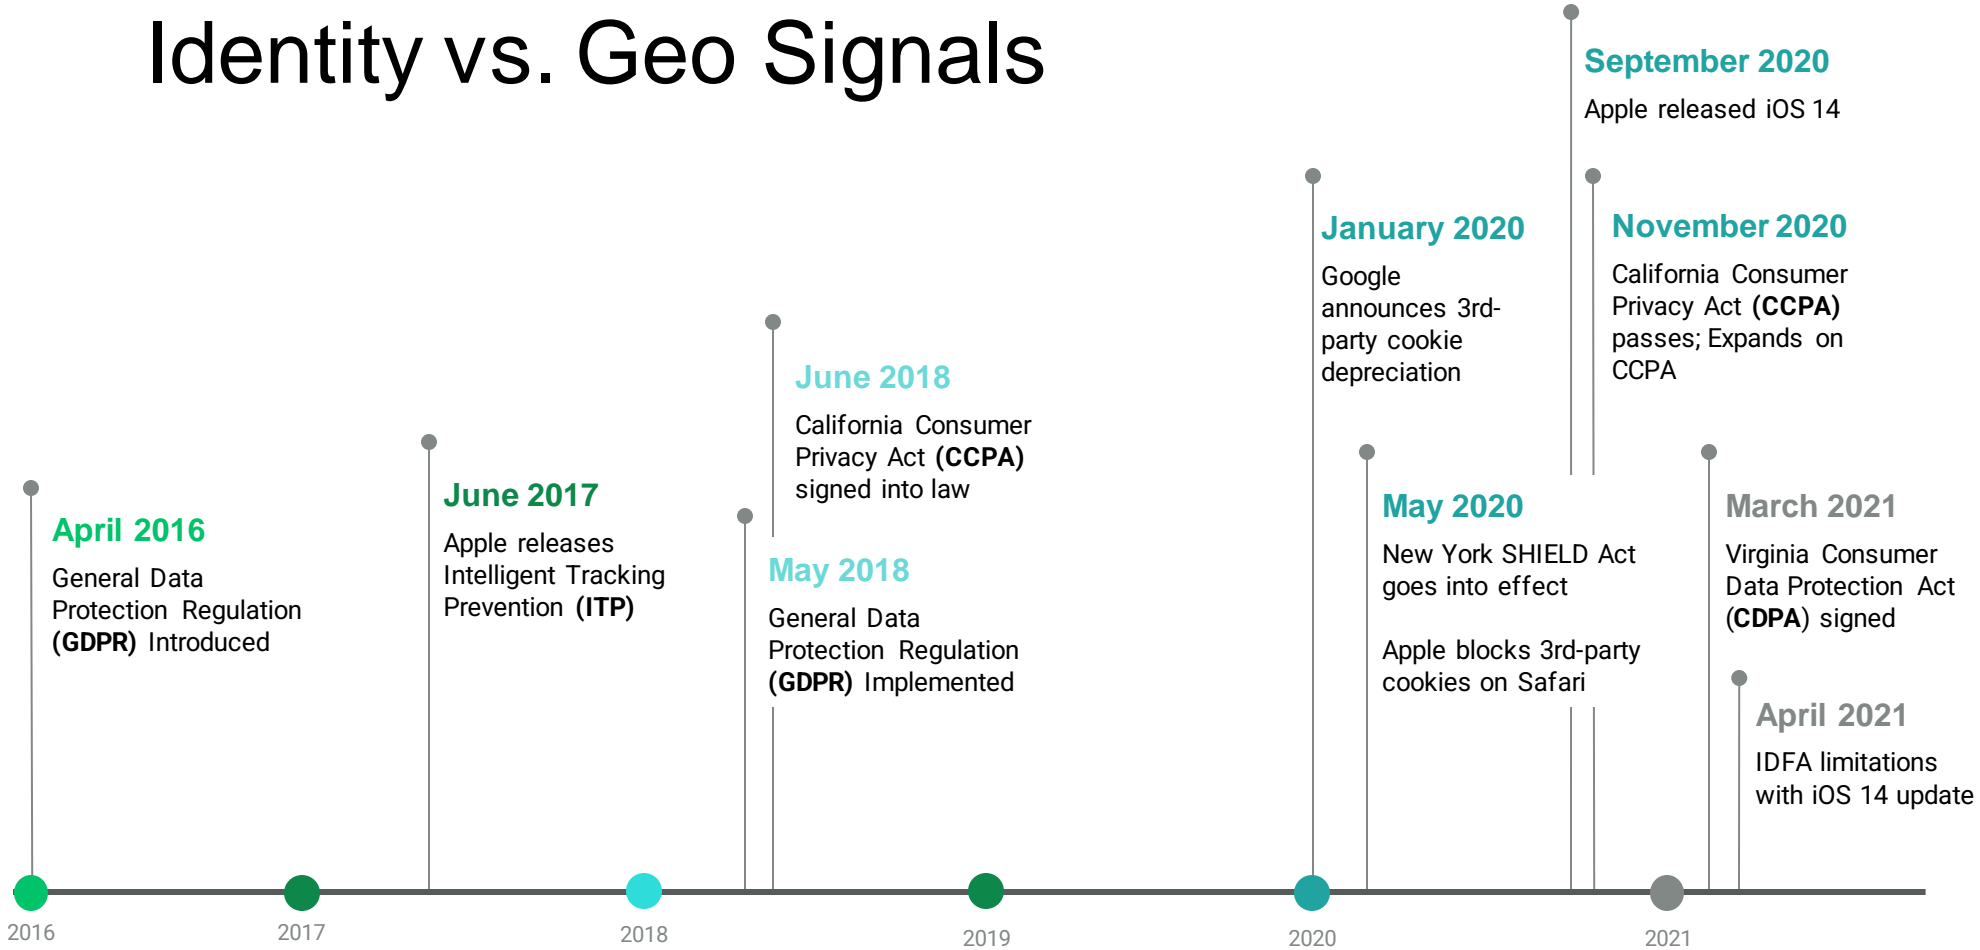 Identity vs. Geo Signals
April 2016
General Data
Protection Regulation
(GDPR) Introduced
June 2017
Apple releases
Intelligent Tracking
Prevention (ITP)
June 2018
California Consumer
Privacy Act (CCPA)
signed into law
May 2018
General Data
Protection Regulation
(GDPR) Implemented
January 2020
Google
announces 3rd-
party cookie
depreciation
May 2020
New York SHIELD Act
goes into effect
Apple blocks 3rd-party
cookies on Safari
September 2020
Apple released iOS 14
November 2020
California Consumer
Privacy Act (CCPA)
passes; Expands on
CCPA
March 2021
Virginia Consumer
Data Protection Act
(CDPA) signed
April 2021
IDFA limitations
with iOS 14 update
2016
2017
2018
2019
2020
2021